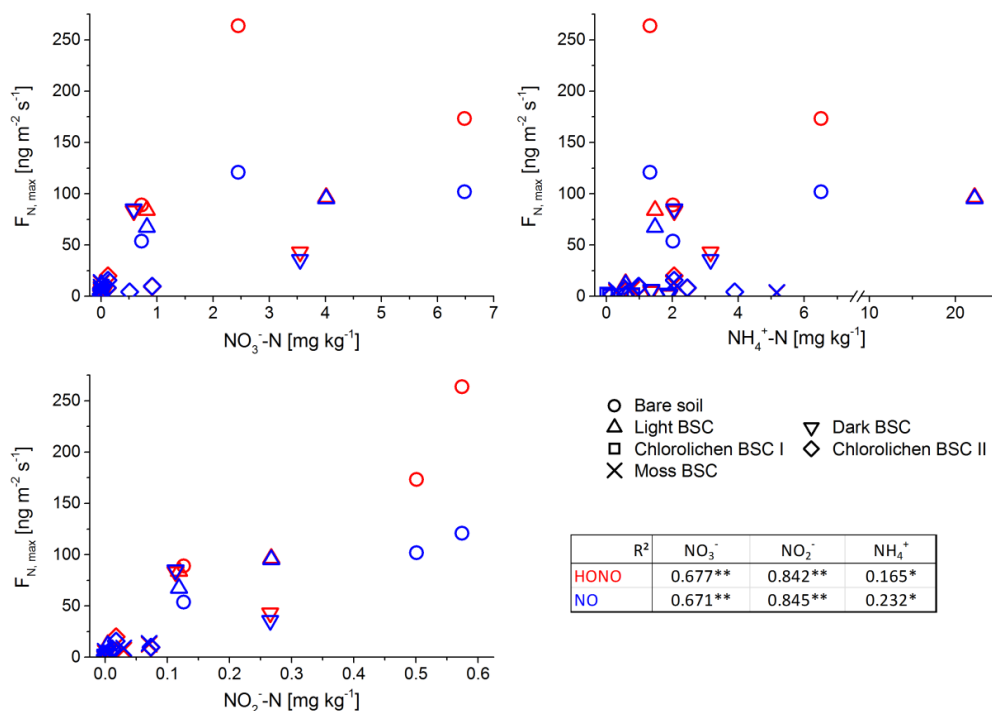 F_N, max [ng m⁻² s⁻¹]
250
200
150
100
50
0
0 1 2 3 4 5 6 7
NO₃⁻-N [mg kg⁻¹]
F_N, max [ng m⁻² s⁻¹]
250
200
150
100
50
0
0 2 4 6 10 20
NH₄⁺-N [mg kg⁻¹]
F_N, max [ng m⁻² s⁻¹]
250
200
150
100
50
0
0.0 0.1 0.2 0.3 0.4 0.5 0.6
NO₂⁻-N [mg kg⁻¹]
Bare soil
Light BSC Dark BSC
Chlorolichen BSC I Chlorolichen BSC II
Moss BSC
R² NO₃⁻ NO₂⁻ NH₄⁺
HONO 0.677** 0.842** 0.165*
NO 0.671** 0.845** 0.232*